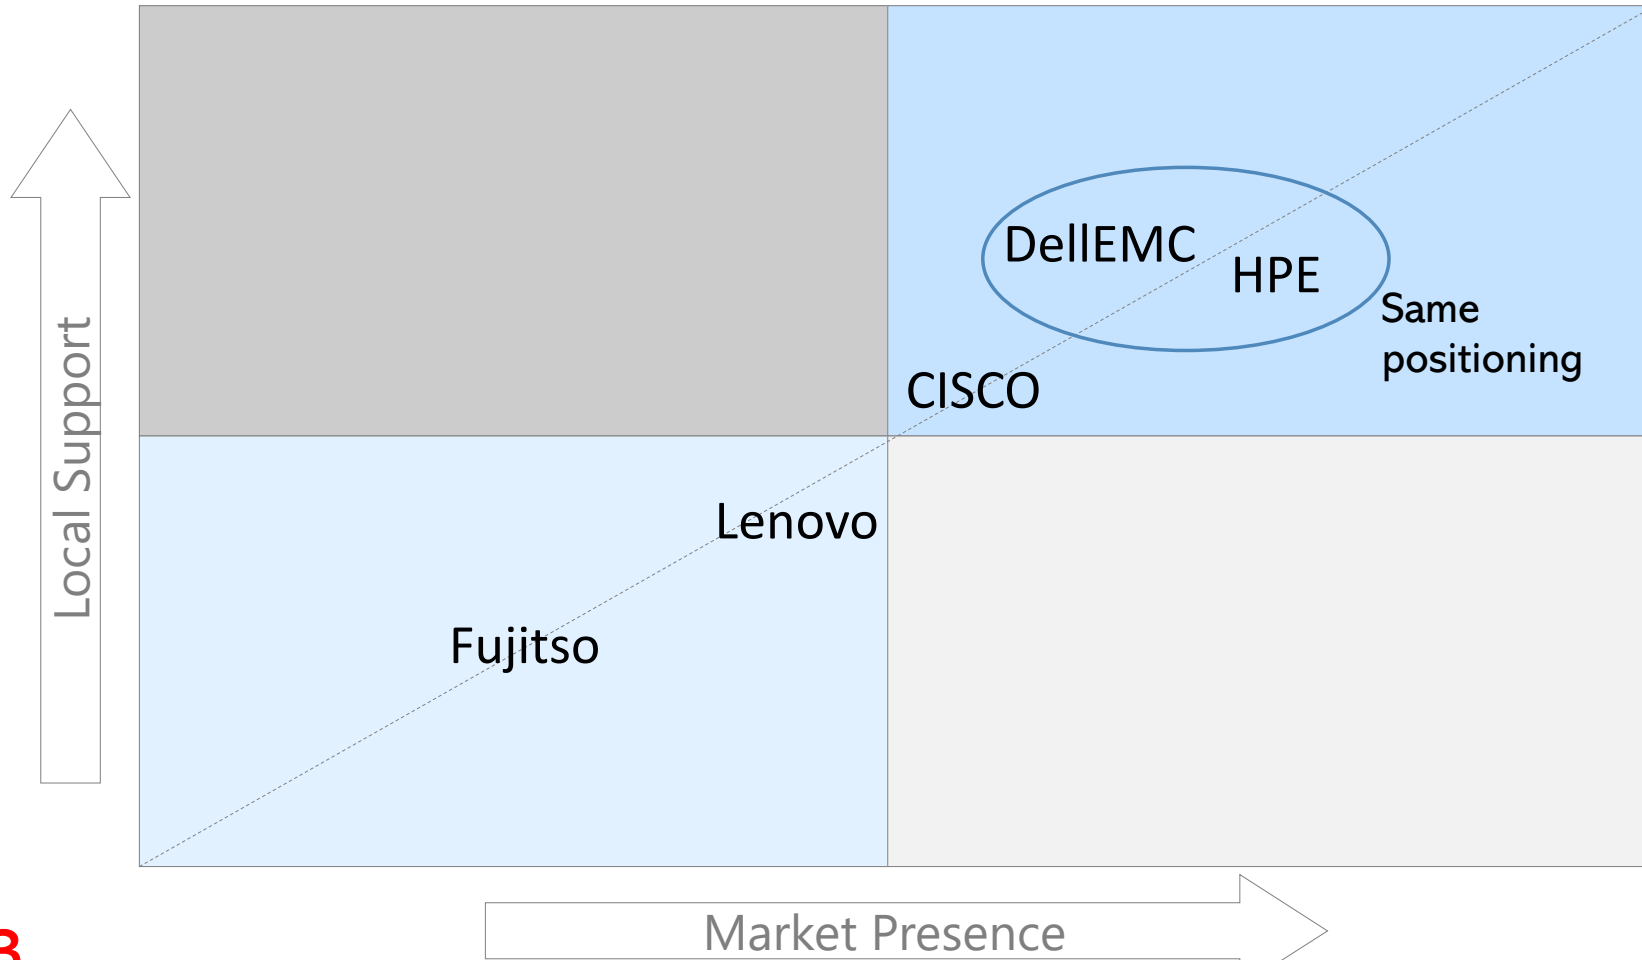 DellEMC
HPE
Same
positioning
CISCO
Local Support
Lenovo
Fujitso
Market Presence